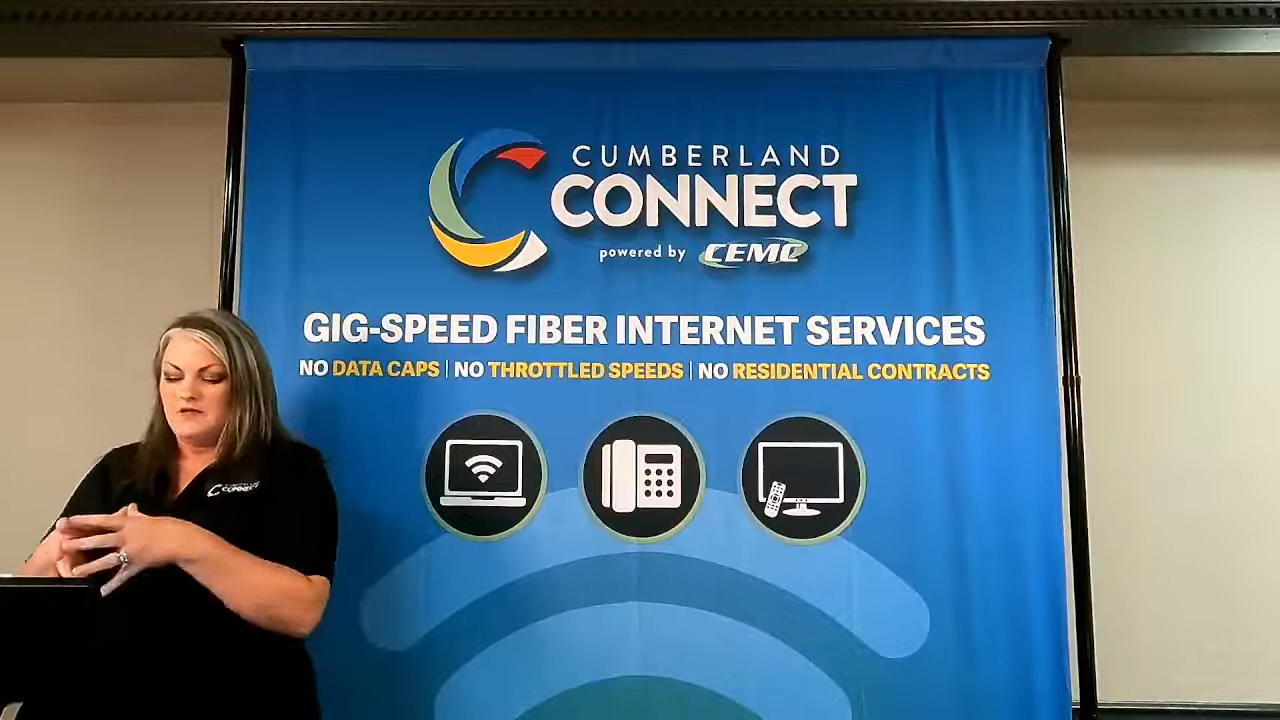 CUMBERLAND
CONNECT
powered by CEMC
GIG-SPEED FIBER INTERNET SERVICES
NO DATA CAPS | NO THROTTLED SPEEDS | NO RESIDENTIAL CONTRACTS
CONNECT